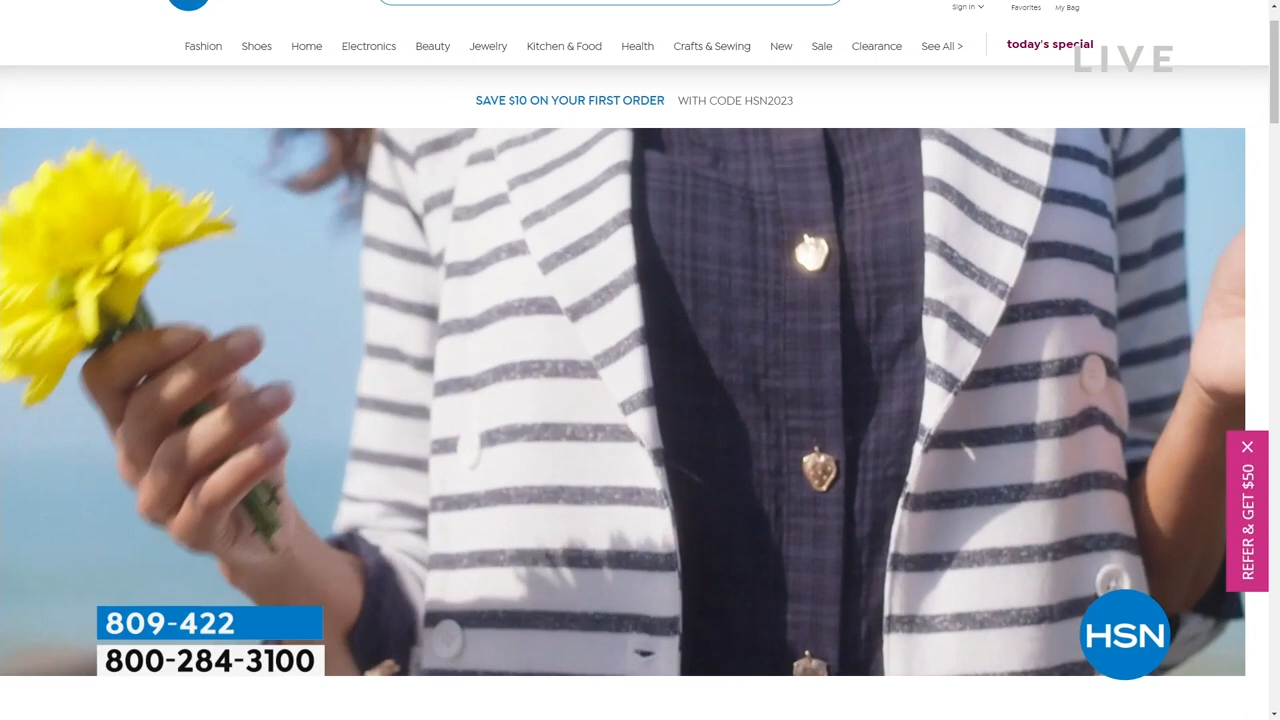 Sign In
Favorites
My Bag
Fashion Shoes Home Electronics Beauty Jewelry Kitchen & Food Health Crafts & Sewing New Sale Clearance See All >
today's special
LIVE
SAVE $10 ON YOUR FIRST ORDER WITH CODE HSN2023
REFER & GET $50
809-422
800-284-3100
HSN